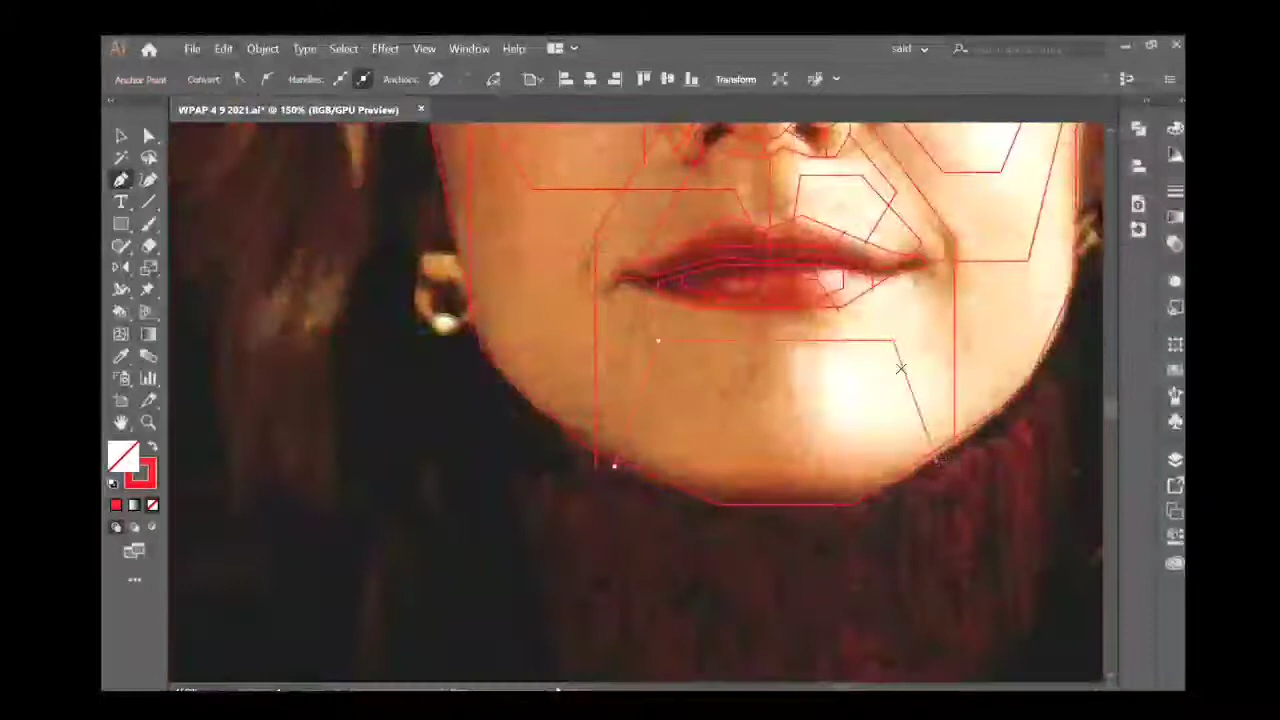 Ai File Edit Object Type Select Effect View Window Help said
Anchor Point Convert: Handles: Anchors: Transform
WPAP 4 9 2021.ai* @ 150% (RGB/GPU Preview)